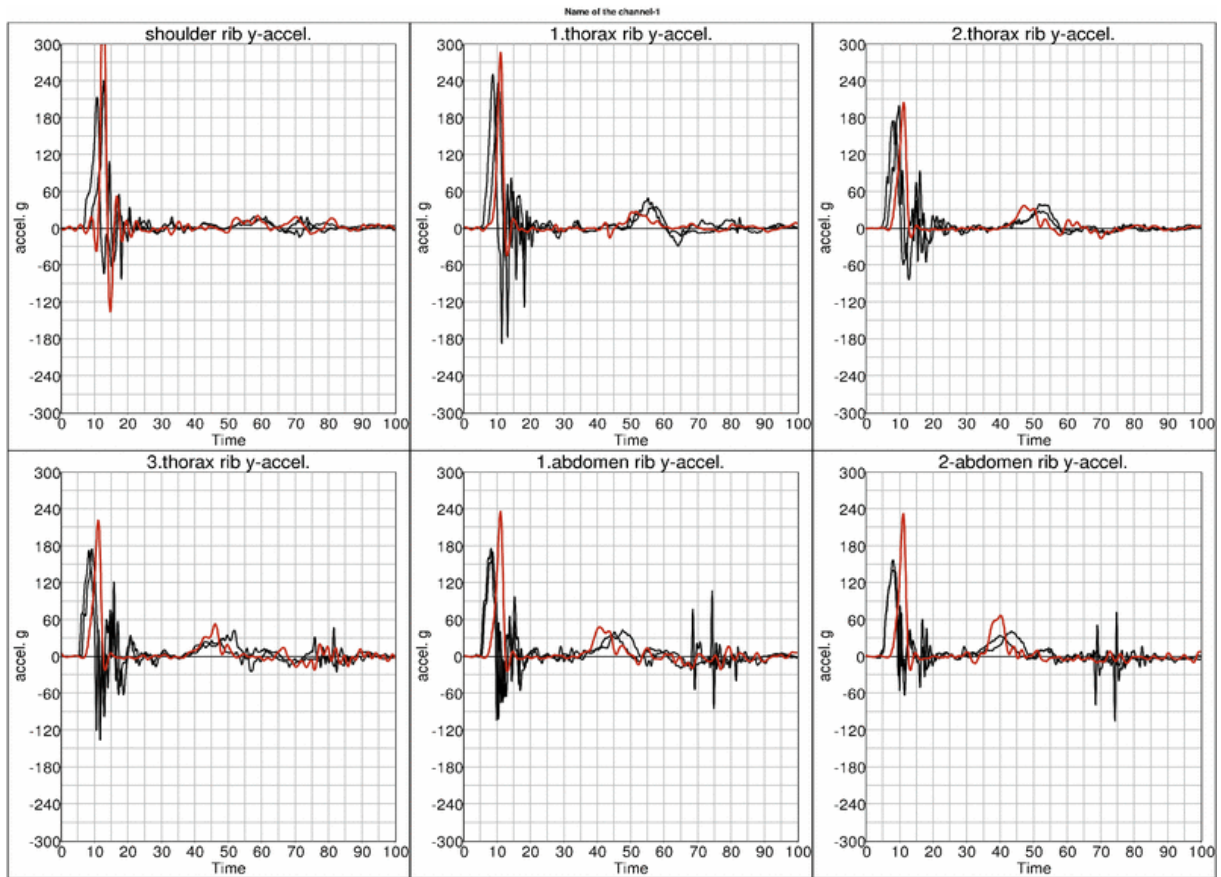 Name of the channel-1
shoulder rib y-accel.
1.thorax rib y-accel.
2.thorax rib y-accel.
300
240
180
120
60
0
-60
-120
-180
-240
-300
accel. g
0 10 20 30 40 50 60 70 80 90 100
Time
300
240
180
120
60
0
-60
-120
-180
-240
-300
accel. g
0 10 20 30 40 50 60 70 80 90 100
Time
300
240
180
120
60
0
-60
-120
-180
-240
-300
accel. g
0 10 20 30 40 50 60 70 80 90 100
Time
3.thorax rib y-accel.
1.abdomen rib y-accel.
2-abdomen rib y-accel.
300
240
180
120
60
0
-60
-120
-180
-240
-300
accel. g
0 10 20 30 40 50 60 70 80 90 100
Time
300
240
180
120
60
0
-60
-120
-180
-240
-300
accel. g
0 10 20 30 40 50 60 70 80 90 100
Time
300
240
180
120
60
0
-60
-120
-180
-240
-300
accel. g
0 10 20 30 40 50 60 70 80 90 100
Time